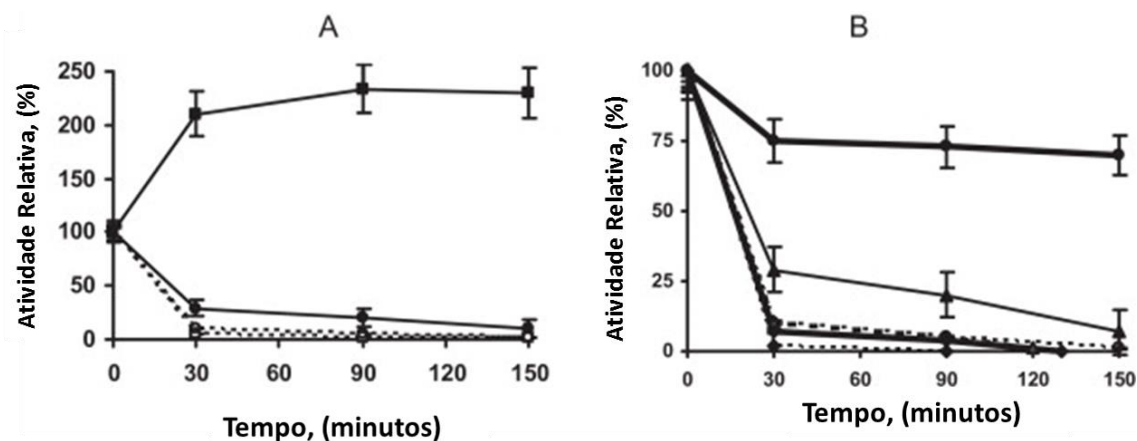 A
Atividade Relativa, (%)
250
200
150
100
50
0
0 30 60 90 120 150
Tempo, (minutos)
B
Atividade Relativa, (%)
100
75
50
25
0
0 30 60 90 120 150
Tempo, (minutos)